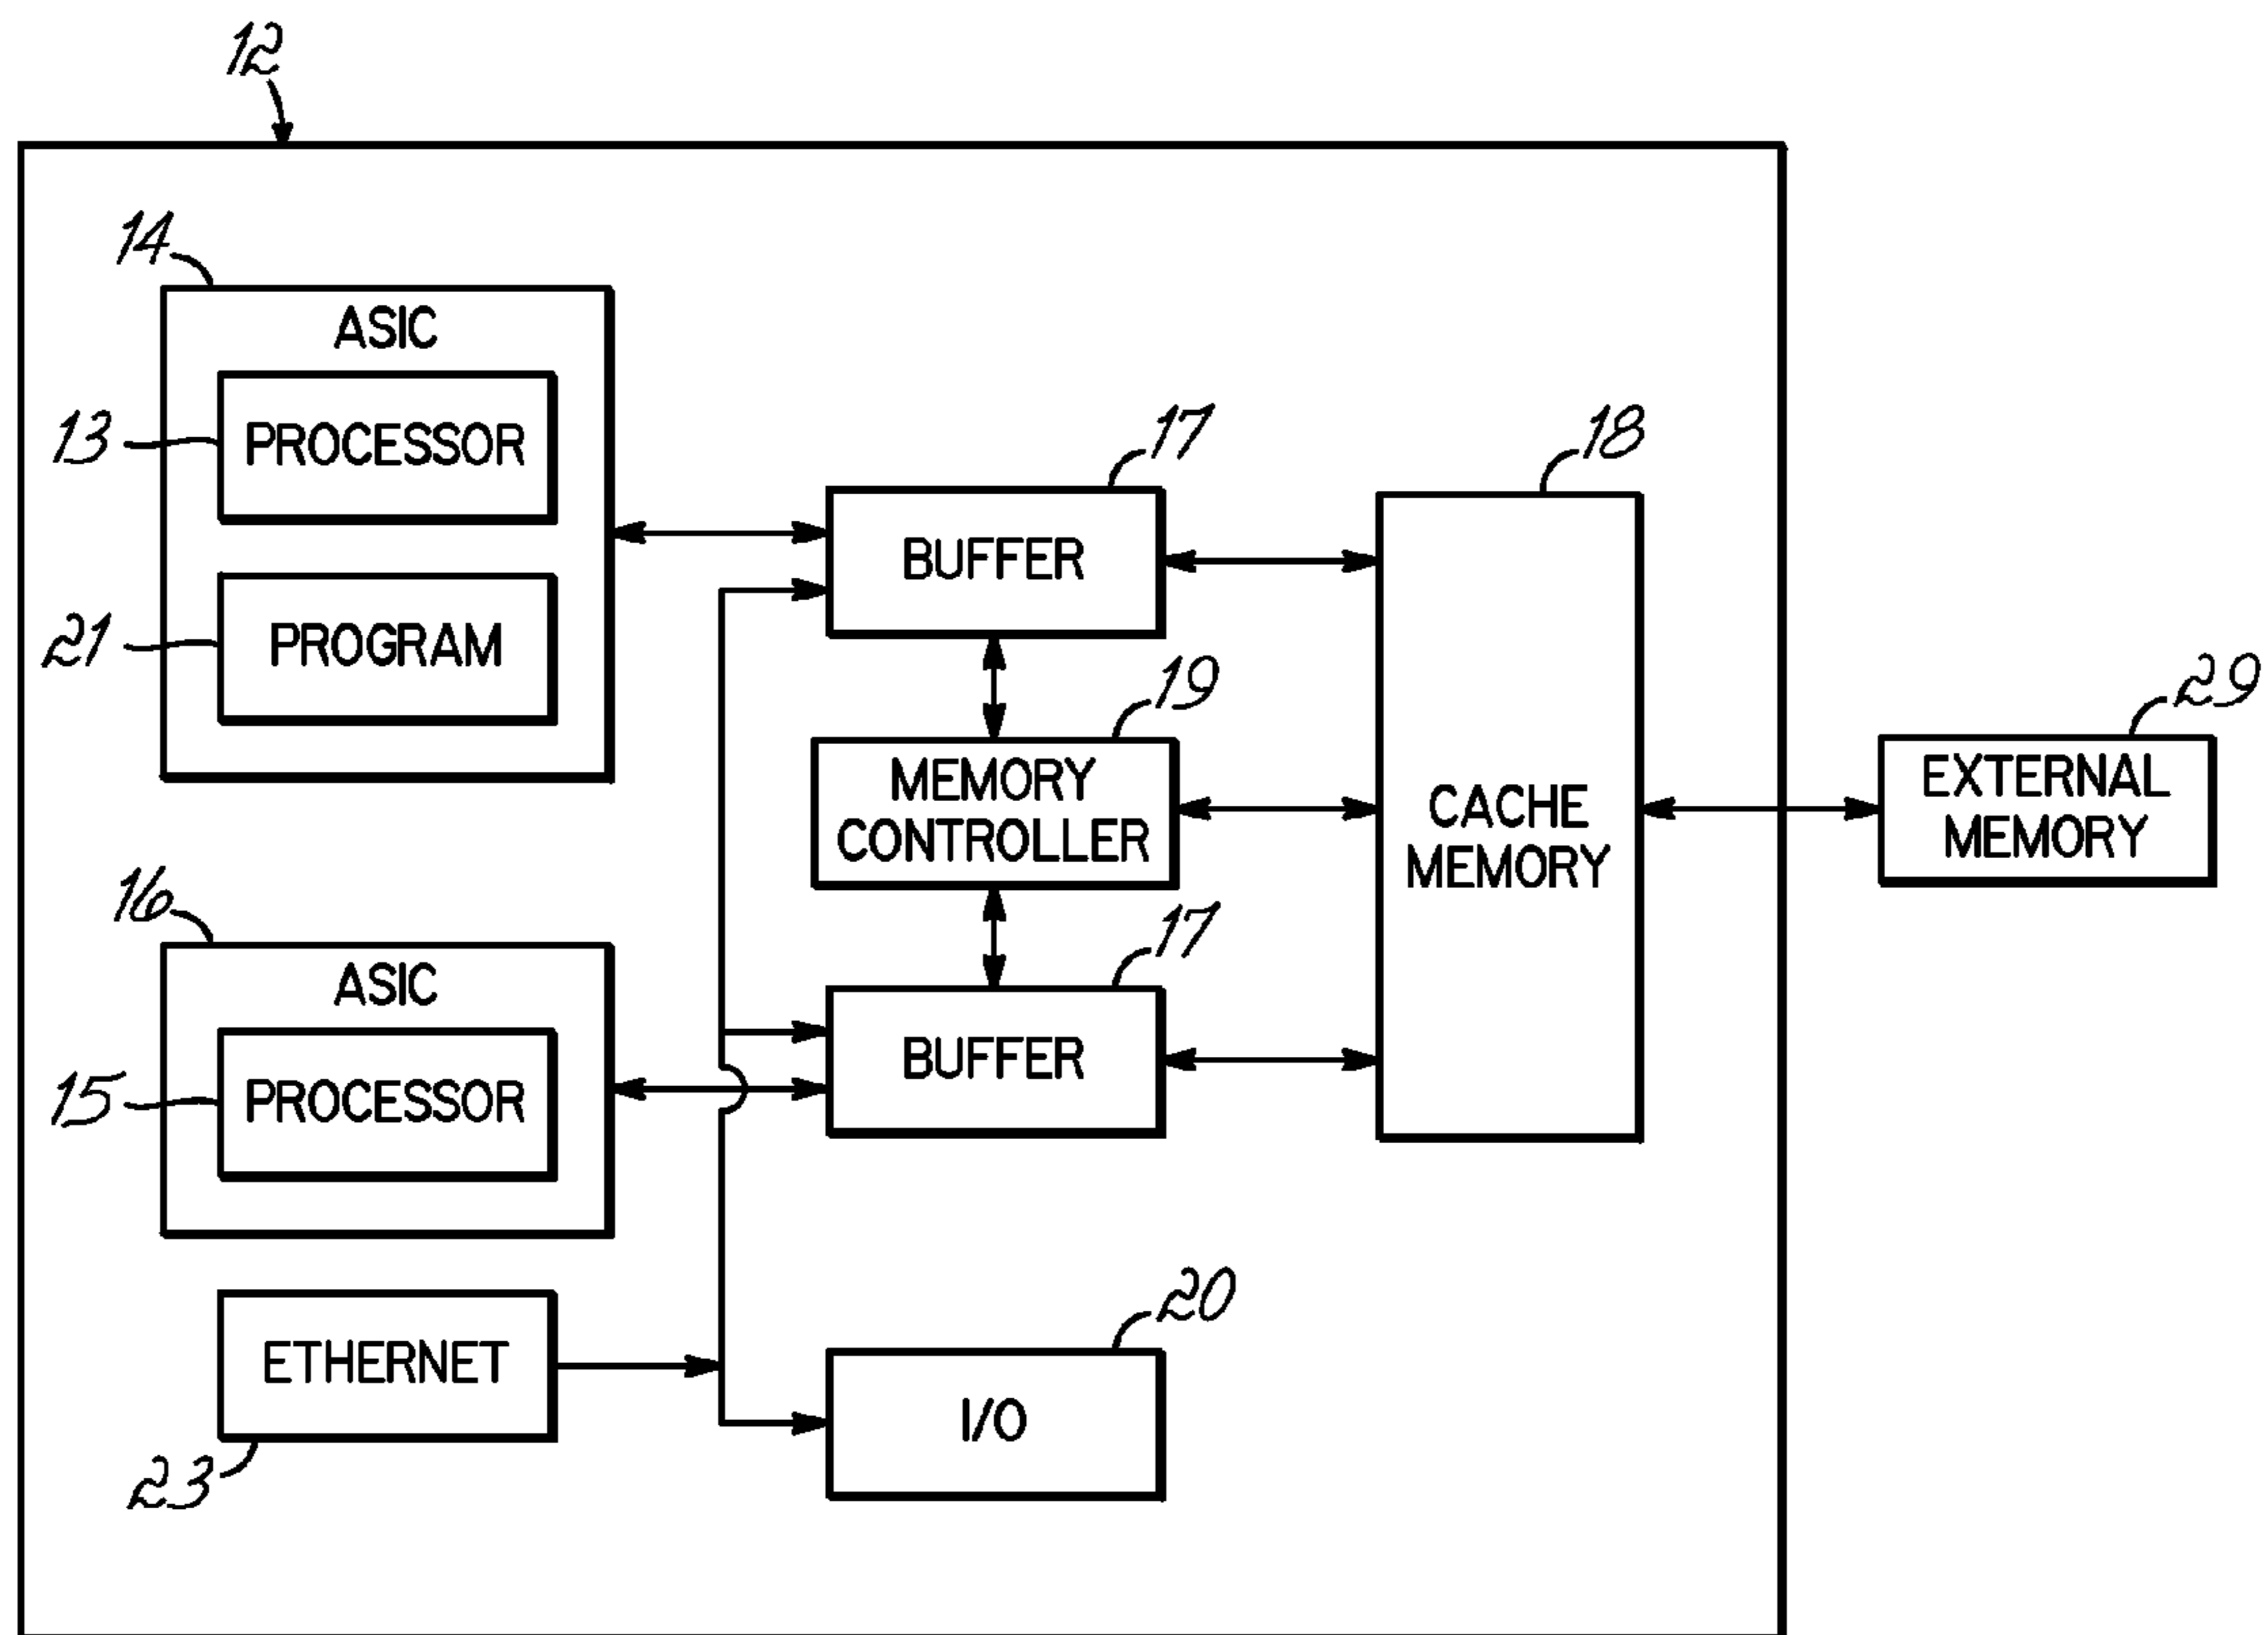 12
14
ASIC
13
PROCESSOR
21
PROGRAM
17
BUFFER
18
19
MEMORY
CONTROLLER
CACHE
MEMORY
29
EXTERNAL
MEMORY
16
ASIC
15
PROCESSOR
17
BUFFER
ETHERNET
23
20
I/O